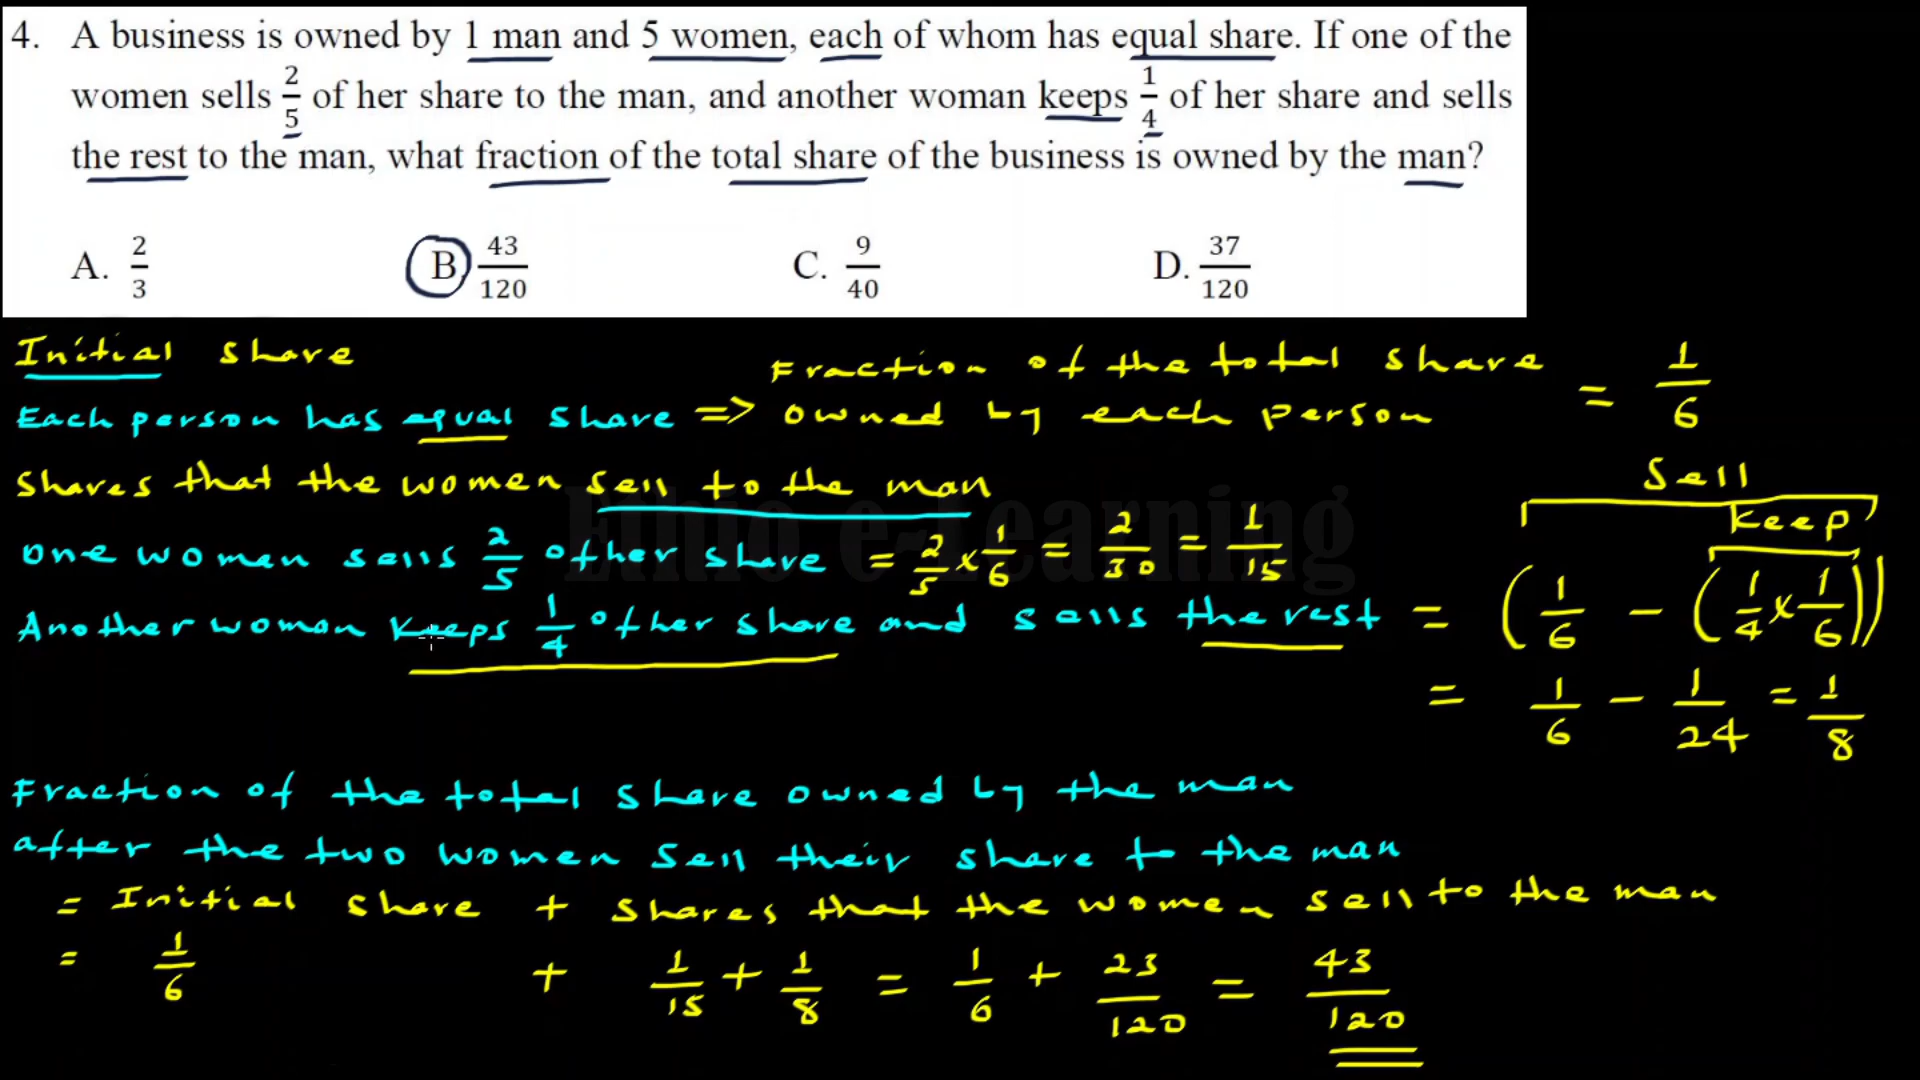 4. A business is owned by 1 man and 5 women, each of whom has equal share. If one of the
women sells 2/5 of her share to the man, and another woman keeps 1/4 of her share and sells
the rest to the man, what fraction of the total share of the business is owned by the man?
A. 2/3 B. 43/120 C. 9/40 D. 37/120
Initial share
Each person has equal share => Fraction of the total share owned by each person = 1/6
Shares that the women sell to the man
One women sells 2/5 of her share = 2/5 × 1/6 = 2/30 = 1/15
Sell
Keep
Another woman keeps 1/4 of her share and sells the rest = (1/6 - (1/4 × 1/6))
= 1/6 - 1/24 = 1/8
Fraction of the total share owned by the man
after the two women sell their share to the man
= Initial share + shares that the women sell to the man
= 1/6 + 1/15 + 1/8 = 1/6 + 23/120 = 43/120
Ethio e-Learning